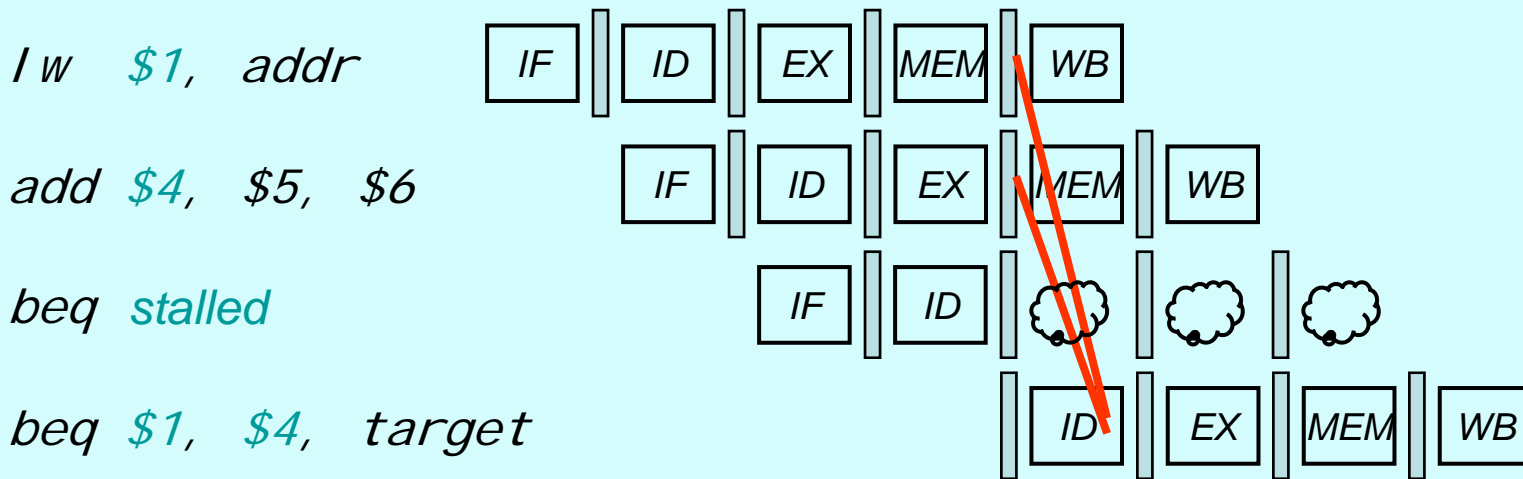 lw $1, addr IF ID EX MEM WB
add $4, $5, $6 IF ID EX MEM WB
beq stalled IF ID
beq $1, $4, target ID EX MEM WB